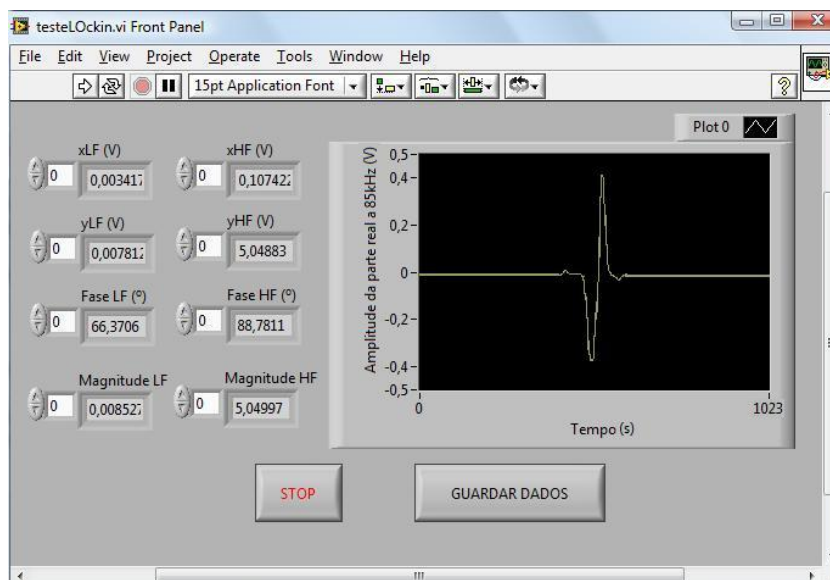 testeLOckin.vi Front Panel
File Edit View Project Operate Tools Window Help
15pt Application Font
Plot 0
xLF (V)
0
0,003417
xHF (V)
0
0,107422
yLF (V)
0
0,007812
yHF (V)
0
5,04883
Fase LF (º)
0
66,3706
Fase HF (º)
0
88,7811
Magnitude LF
0
0,008527
Magnitude HF
0
5,04997
Amplitude da parte real a 85kHz (V)
0,5
0,4
0,2
0
-0,2
-0,4
-0,5
0
1023
Tempo (s)
STOP
GUARDAR DADOS